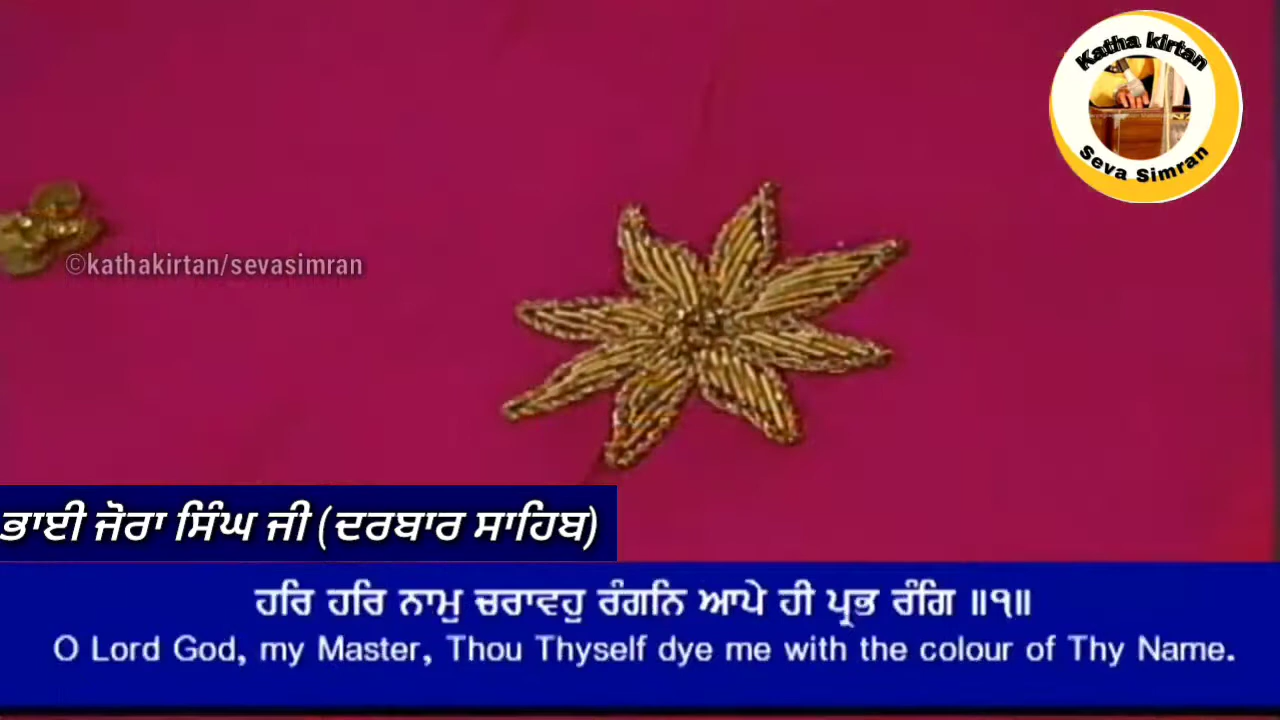 Katha kirtan
Seva Simran
©kathakirtan/sevasimran
ਭਾਈ ਜੋਰਾ ਸਿੰਘ ਜੀ (ਦਰਬਾਰ ਸਾਹਿਬ)
ਹਰਿ ਹਰਿ ਨਾਮੁ ਚਰਾਵਹੁ ਰੰਗਨਿ ਆਪੇ ਹੀ ਪ੍ਰਭ ਰੰਗਿ ॥੧॥
O Lord God, my Master, Thou Thyself dye me with the colour of Thy Name.